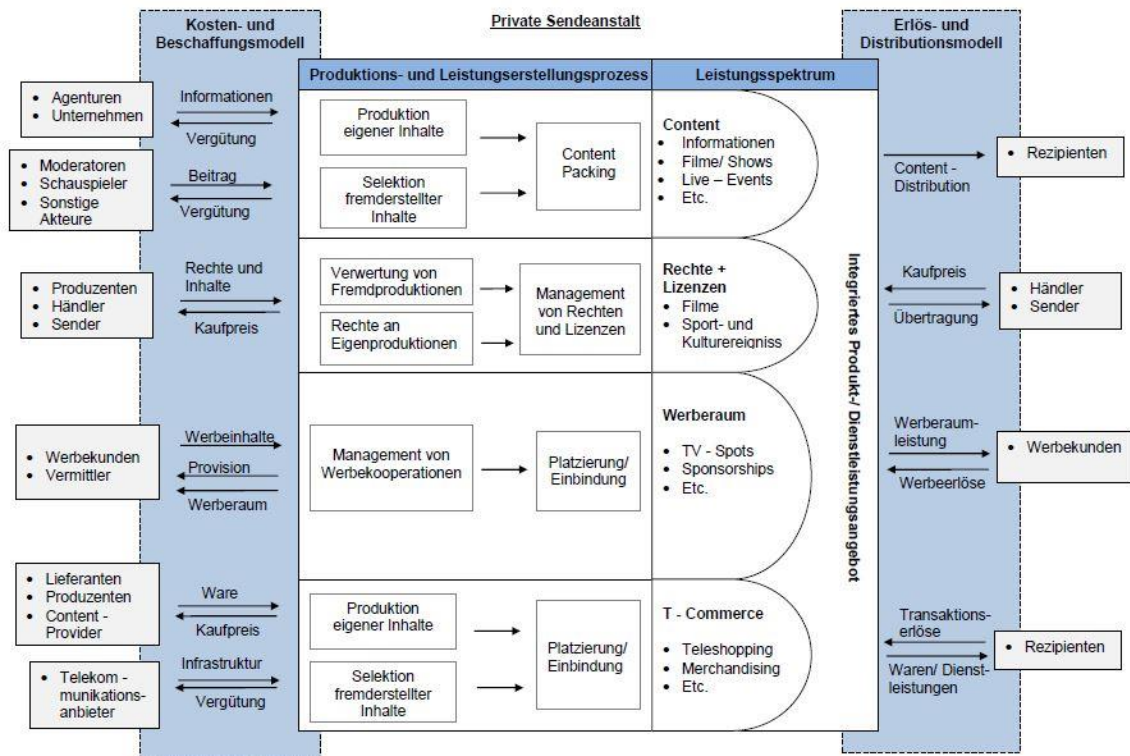 Kosten- und
Beschaffungsmodell
Private Sendeanstalt
Erlös- und
Distributionsmodell
Produktions- und Leistungserstellungsprozess
Leistungsspektrum
• Agenturen
• Unternehmen
Informationen
Vergütung
• Moderatoren
• Schauspieler
• Sonstige
Akteure
Beitrag
Vergütung
Produktion
eigener Inhalte
Selektion
fremderstellter
Inhalte
Content
Packing
Content
• Informationen
• Filme/ Shows
• Live – Events
• Etc.
Content -
Distribution
• Rezipienten
• Produzenten
• Händler
• Sender
Rechte und
Inhalte
Kaufpreis
Verwertung von
Fremdproduktionen
Rechte an
Eigenproduktionen
Management
von Rechten
und Lizenzen
Rechte +
Lizenzen
• Filme
• Sport- und
Kulturereigniss
Kaufpreis
Übertragung
• Händler
• Sender
Integriertes Produkt-/ Dienstleistungsangebot
• Werbekunden
• Vermittler
Werbeinhalte
Provision
Werberaum
Management von
Werbekooperationen
Platzierung/
Einbindung
Werberaum
• TV - Spots
• Sponsorships
• Etc.
Werberaum-
leistung
Werbeerlöse
• Werbekunden
• Lieferanten
• Produzenten
• Content -
Provider
Ware
Kaufpreis
• Telekom -
munikations-
anbieter
Infrastruktur
Vergütung
Produktion
eigener Inhalte
Selektion
fremderstellter
Inhalte
Platzierung/
Einbindung
T - Commerce
• Teleshopping
• Merchandising
• Etc.
Transaktions-
erlöse
Waren/ Dienst-
leistungen
• Rezipienten